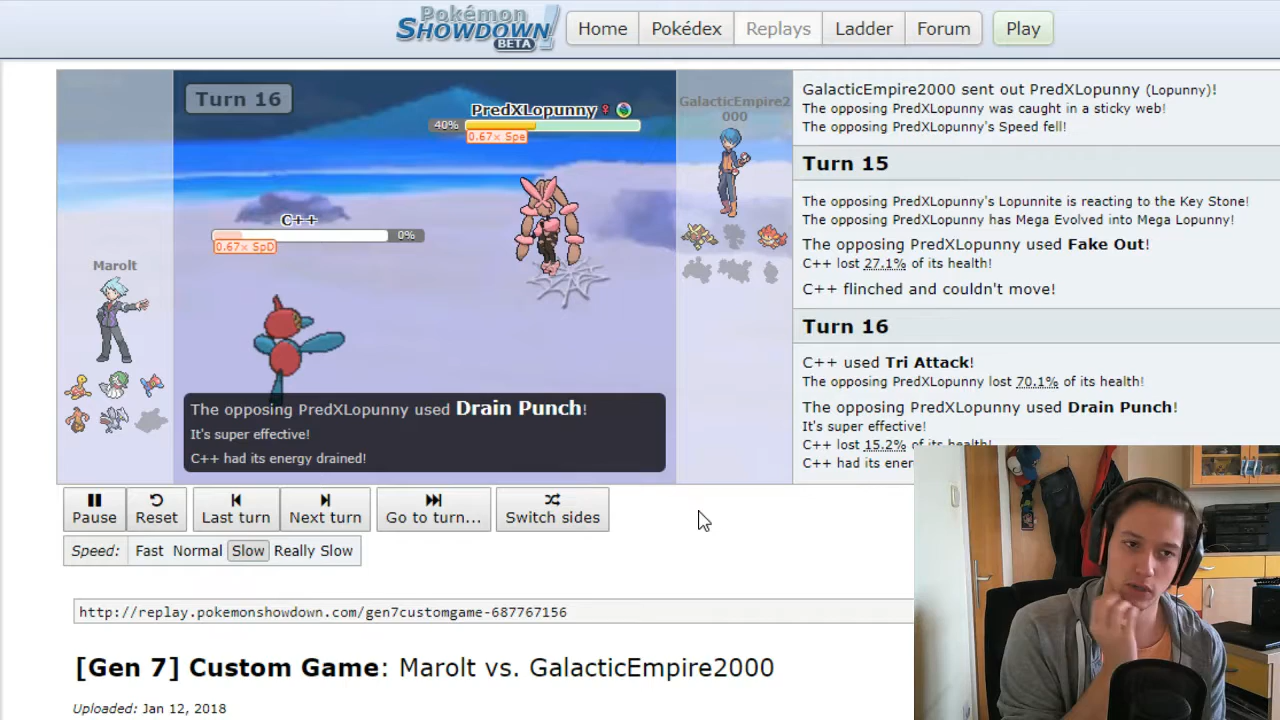 Pokémon
SHOWDOWN!
BETA
Home
Pokédex
Replays
Ladder
Forum
Play
Turn 16
PredXLopunny
40%
0.67× Spe
C++
0%
0.67× SpD
Marolt
GalacticEmpire2
000
The opposing PredXLopunny used Drain Punch!
It's super effective!
C++ had its energy drained!
GalacticEmpire2000 sent out PredXLopunny (Lopunny)!
The opposing PredXLopunny was caught in a sticky web!
The opposing PredXLopunny's Speed fell!
Turn 15
The opposing PredXLopunny's Lopunnite is reacting to the Key Stone!
The opposing PredXLopunny has Mega Evolved into Mega Lopunny!
The opposing PredXLopunny used Fake Out!
C++ lost 27.1% of its health!
C++ flinched and couldn't move!
Turn 16
C++ used Tri Attack!
The opposing PredXLopunny lost 70.1% of its health!
The opposing PredXLopunny used Drain Punch!
It's super effective!
C++ lost 15.2% of its health!
C++ had its ener
Pause
Reset
Last turn
Next turn
Go to turn...
Switch sides
Speed: Fast Normal Slow Really Slow
http://replay.pokemonshowdown.com/gen7customgame-687767156
[Gen 7] Custom Game: Marolt vs. GalacticEmpire2000
Uploaded: Jan 12, 2018